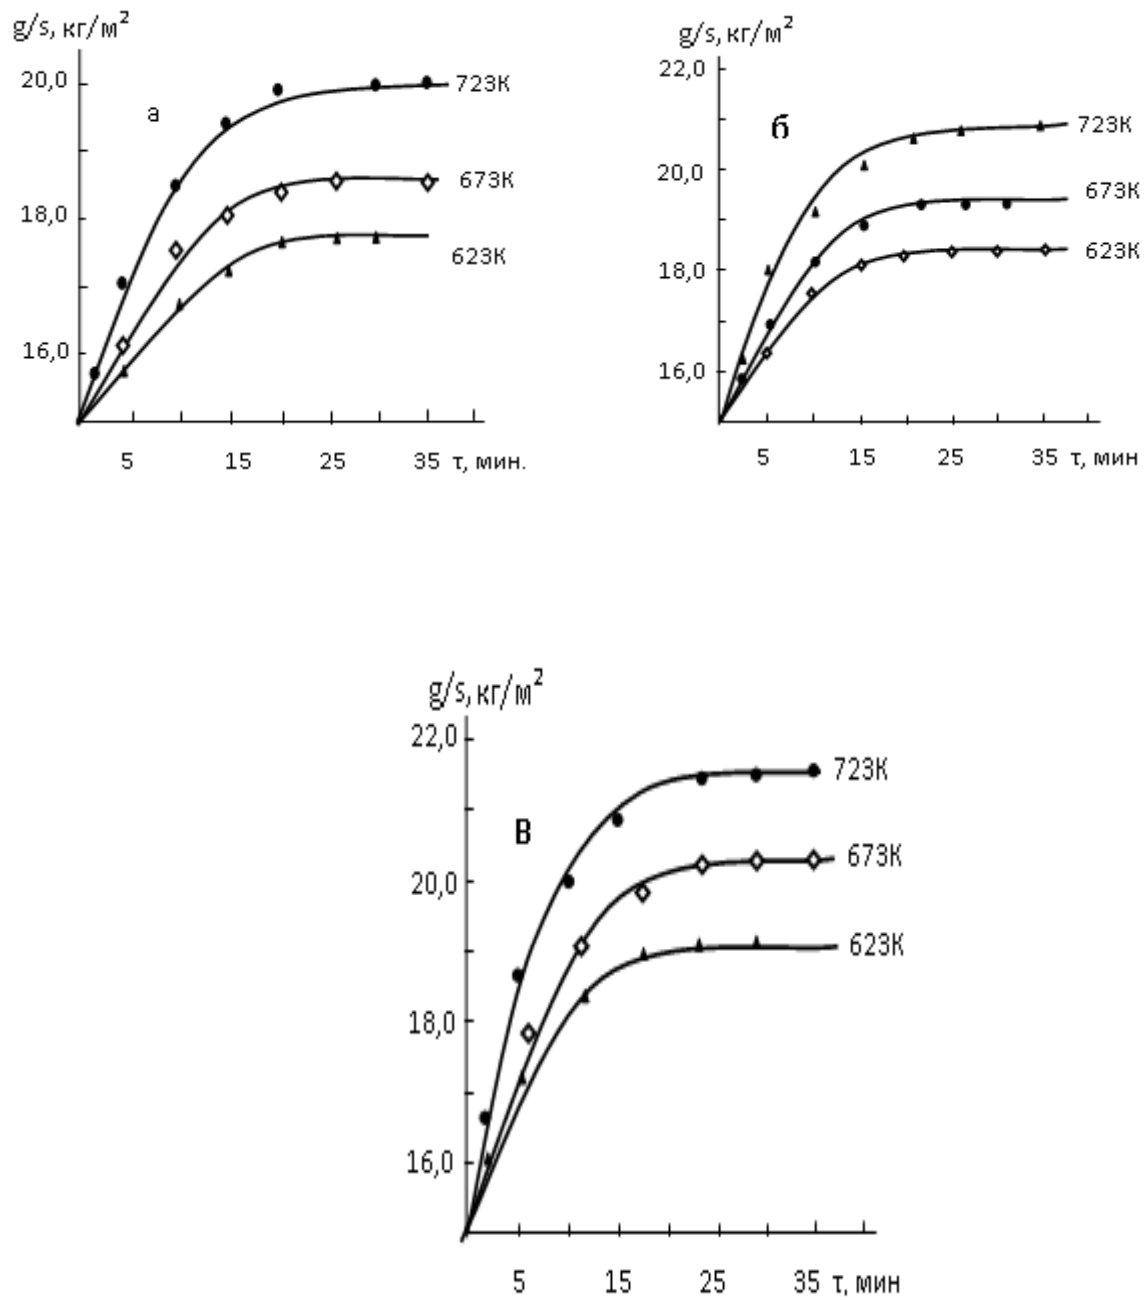 g/s, кг/м²
20,0
18,0
16,0
а
723К
673К
623К
5 15 25 35 τ, мин.
g/s, кг/м²
22,0
20,0
18,0
16,0
б
723К
673К
623К
5 15 25 35 τ, мин
g/s, кг/м²
22,0
20,0
18,0
16,0
В
723К
673К
623К
5 15 25 35 τ, мин